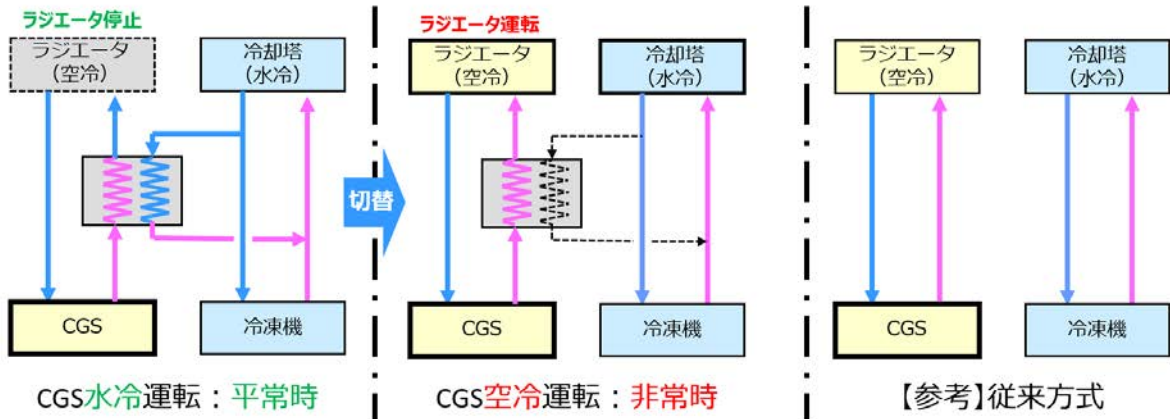 ラジエータ停止
ラジエータ
(空冷)
冷却塔
(水冷)
CGS
冷凍機
CGS水冷運転：平常時
切替
ラジエータ運転
ラジエータ
(空冷)
冷却塔
(水冷)
CGS
冷凍機
CGS空冷運転：非常時
ラジエータ
(空冷)
冷却塔
(水冷)
CGS
冷凍機
【参考】従来方式